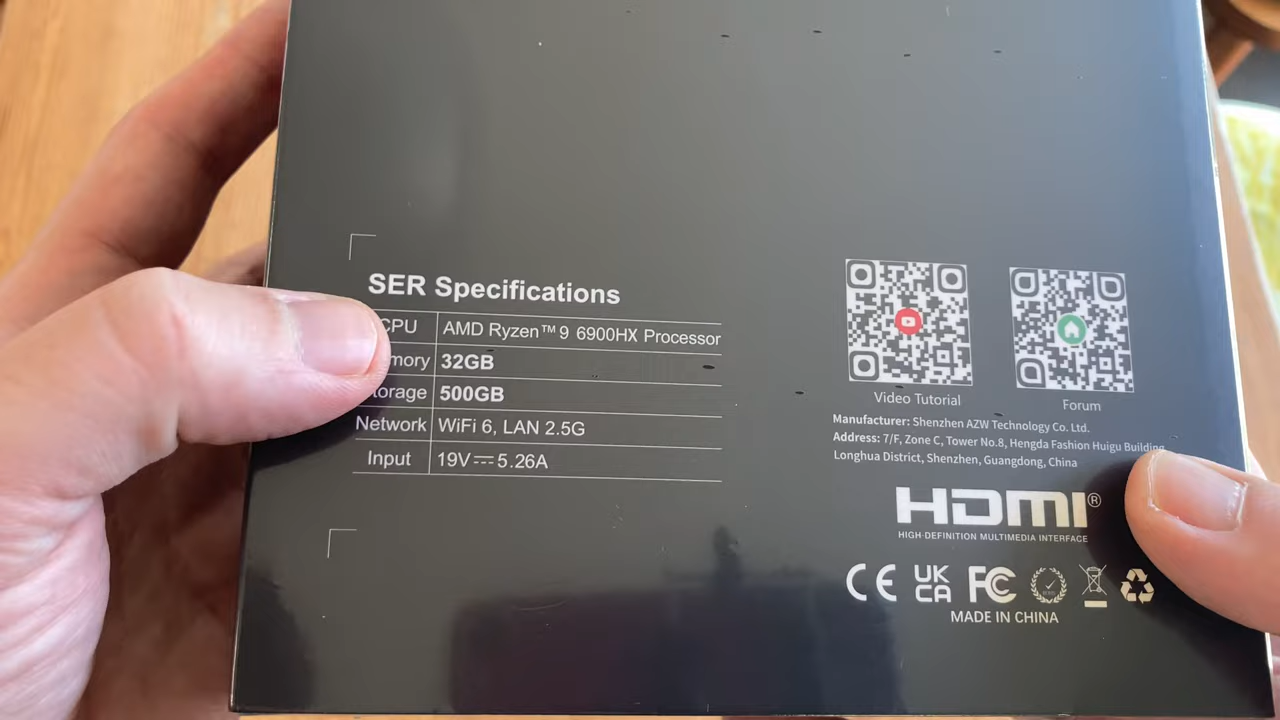 SER Specifications
CPU AMD Ryzen™ 9 6900HX Processor
mory 32GB
torage 500GB
Network WiFi 6, LAN 2.5G
Input 19V⎓5.26A
Video Tutorial
Forum
Manufacturer: Shenzhen AZW Technology Co. Ltd.
Address: 7/F, Zone C, Tower No.8, Hengda Fashion Huigu Building
Longhua District, Shenzhen, Guangdong, China
HDMI®
HIGH-DEFINITION MULTIMEDIA INTERFACE
CE UK CA FC
MADE IN CHINA